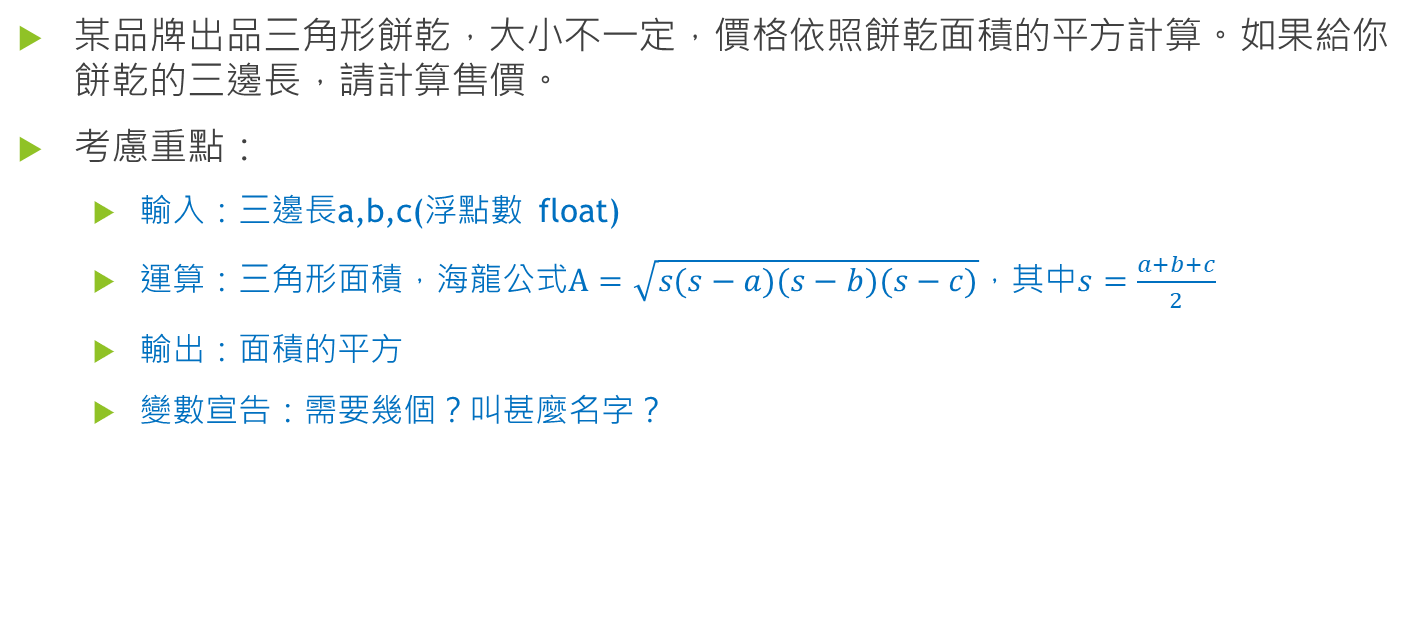 某品牌出品三角形餅乾，大小不一定，價格依照餅乾面積的平方計算。如果給你
餅乾的三邊長，請計算售價。
考慮重點：
輸入：三邊長a,b,c(浮點數 float)
運算：三角形面積，海龍公式A = √s(s − a)(s − b)(s − c)，其中s = a+b+c/2
輸出：面積的平方
變數宣告：需要幾個？叫甚麼名字？